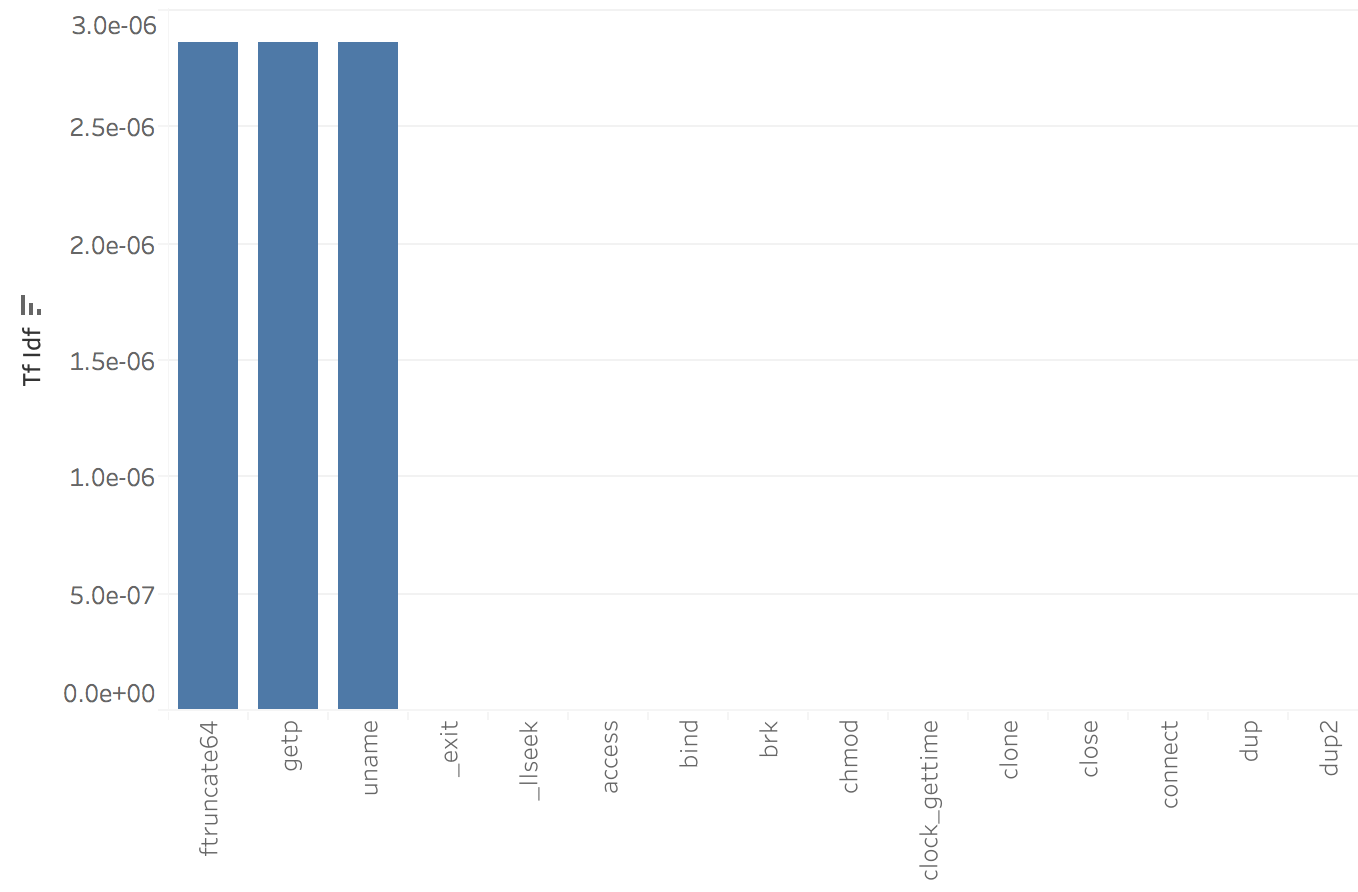 3.0e-06
2.5e-06
2.0e-06
1.5e-06
1.0e-06
5.0e-07
0.0e+00
Tf Idf
ftruncate64
getp
uname
_exit
_llseek
access
bind
brk
chmod
clock_gettime
clone
close
connect
dup
dup2